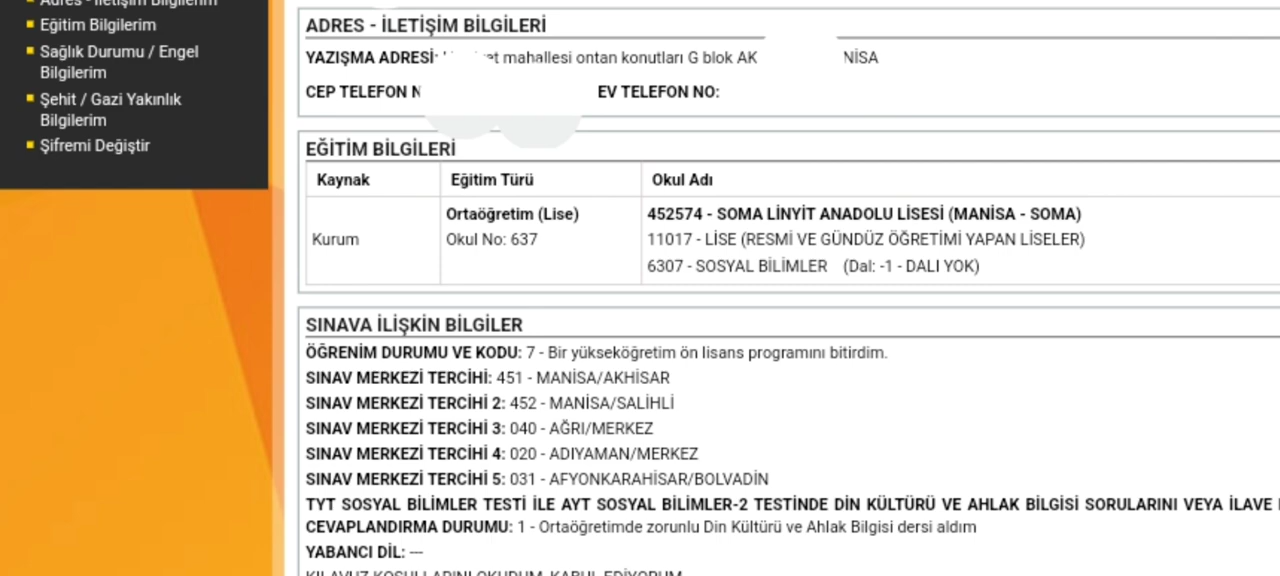 Adres - İletişim Bilgilerim
Eğitim Bilgilerim
Sağlık Durumu / Engel
Bilgilerim
Şehit / Gazi Yakınlık
Bilgilerim
Şifremi Değiştir
ADRES - İLETİŞİM BİLGİLERİ
YAZIŞMA ADRESİ: mahallesi ontan konutları G blok AK NİSA
CEP TELEFON N EV TELEFON NO:
EĞİTİM BİLGİLERİ
Kaynak Eğitim Türü Okul Adı
Ortaöğretim (Lise) 452574 - SOMA LİNYİT ANADOLU LİSESİ (MANİSA - SOMA)
Kurum Okul No: 637 11017 - LİSE (RESMİ VE GÜNDÜZ ÖĞRETİMİ YAPAN LİSELER)
6307 - SOSYAL BİLİMLER (Dal: -1 - DALI YOK)
SINAVA İLİŞKİN BİLGİLER
ÖĞRENİM DURUMU VE KODU: 7 - Bir yükseköğretim ön lisans programını bitirdim.
SINAV MERKEZİ TERCİHİ: 451 - MANİSA/AKHİSAR
SINAV MERKEZİ TERCİHİ 2: 452 - MANİSA/SALİHLİ
SINAV MERKEZİ TERCİHİ 3: 040 - AĞRI/MERKEZ
SINAV MERKEZİ TERCİHİ 4: 020 - ADIYAMAN/MERKEZ
SINAV MERKEZİ TERCİHİ 5: 031 - AFYONKARAHİSAR/BOLVADİN
TYT SOSYAL BİLİMLER TESTİ İLE AYT SOSYAL BİLİMLER-2 TESTİNDE DİN KÜLTÜRÜ VE AHLAK BİLGİSİ SORULARINI VEYA İLAVE
CEVAPLANDIRMA DURUMU: 1 - Ortaöğretimde zorunlu Din Kültürü ve Ahlak Bilgisi dersi aldım
YABANCI DİL: ---
KILAVUZ KOŞULLARINI OKUDUM, KABUL EDİYORUM